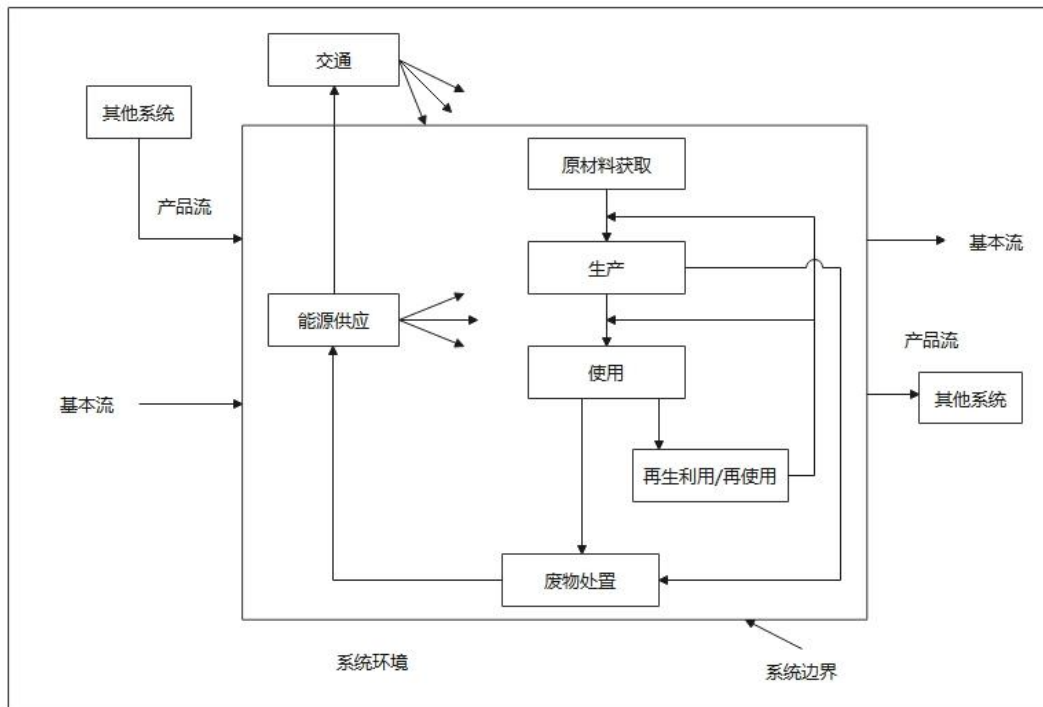 交通
其他系统
原材料获取
产品流
生产
基本流
能源供应
产品流
使用
基本流
其他系统
再生利用/再使用
废物处置
系统环境
系统边界